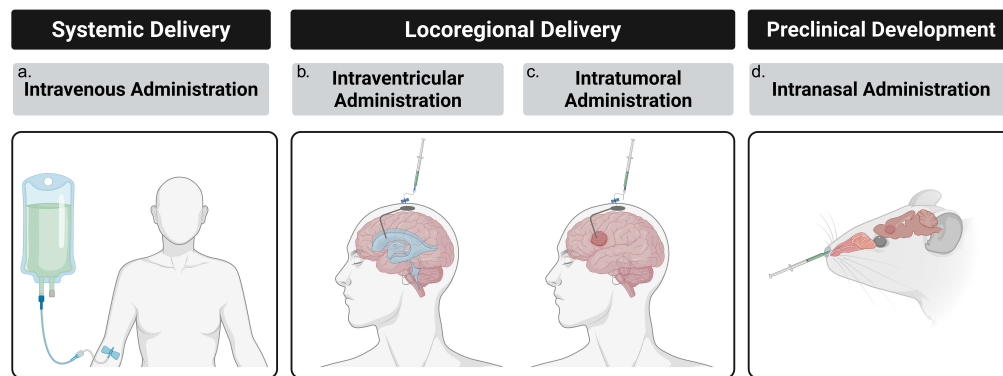 Systemic Delivery
Locoregional Delivery
Preclinical Development
a.
Intravenous Administration
b.
Intraventricular
Administration
c.
Intratumoral
Administration
d.
Intranasal Administration